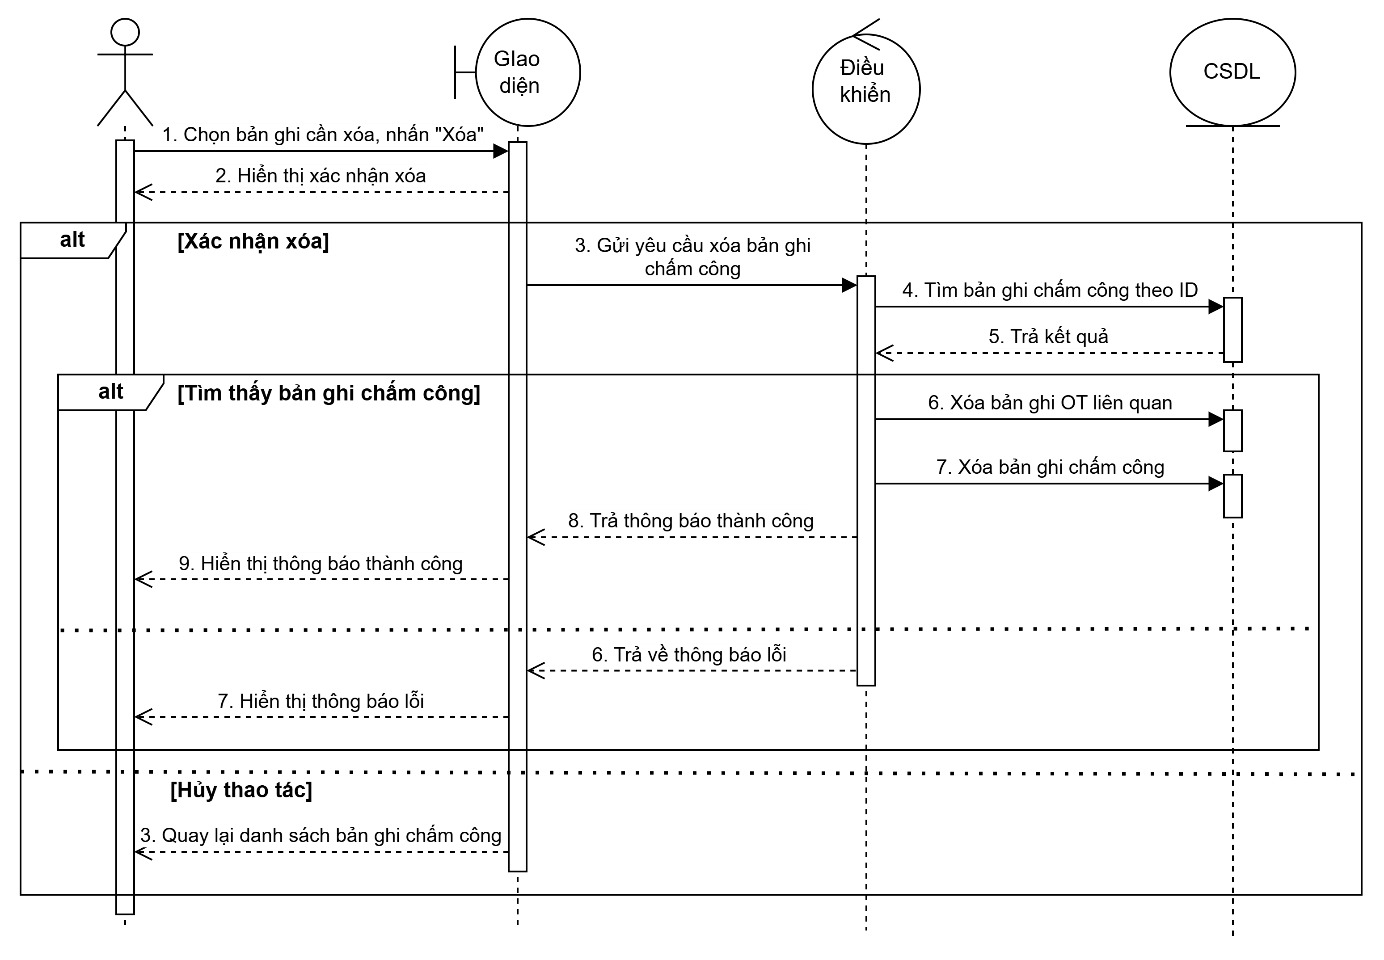 GIao
diện
Điều
khiển
CSDL
1. Chọn bản ghi cần xóa, nhấn "Xóa"
2. Hiển thị xác nhận xóa
alt
[Xác nhận xóa]
3. Gửi yêu cầu xóa bản ghi
chấm công
4. Tìm bản ghi chấm công theo ID
5. Trả kết quả
alt
[Tìm thấy bản ghi chấm công]
6. Xóa bản ghi OT liên quan
7. Xóa bản ghi chấm công
8. Trả thông báo thành công
9. Hiển thị thông báo thành công
6. Trả về thông báo lỗi
7. Hiển thị thông báo lỗi
[Hủy thao tác]
3. Quay lại danh sách bản ghi chấm công